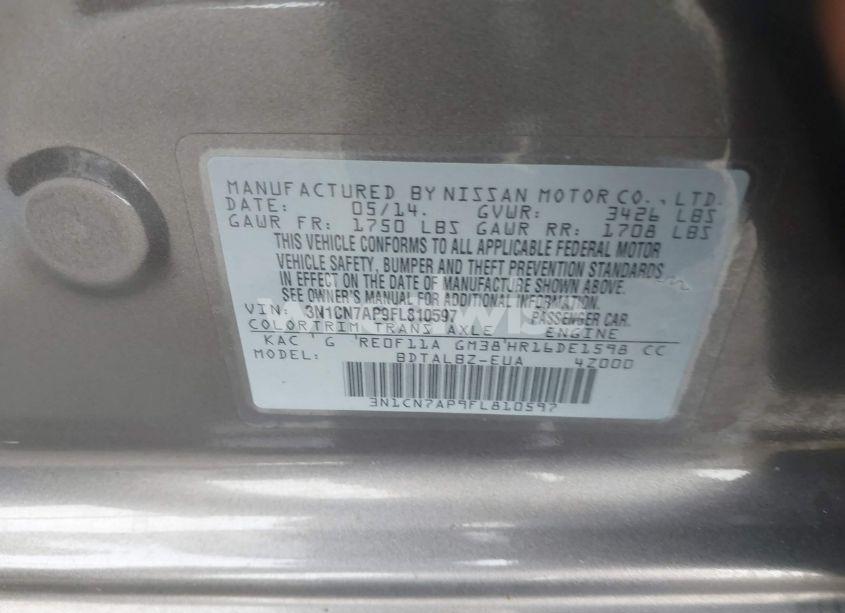 MANUFACTURED BY NISSAN MOTOR CO., LTD.
DATE: 05/14. GVWR: 3426 LBS
GAWR FR: 1750 LBS GAWR RR: 1708 LBS
THIS VEHICLE CONFORMS TO ALL APPLICABLE FEDERAL MOTOR
VEHICLE SAFETY, BUMPER AND THEFT PREVENTION STANDARDS
IN EFFECT ON THE DATE OF MANUFACTURE SHOWN ABOVE.
SEE OWNER'S MANUAL FOR ADDITIONAL INFORMATION.
VIN: 3N1CN7AP9FL810597 PASSENGER CAR.
COLOR TRIM TRANS AXLE ENGINE
KAC G RE0F11A GM38 HR16DE1598 CC
MODEL: BDTALBZ-EUA 4Z000
3N1CN7AP9FL810597